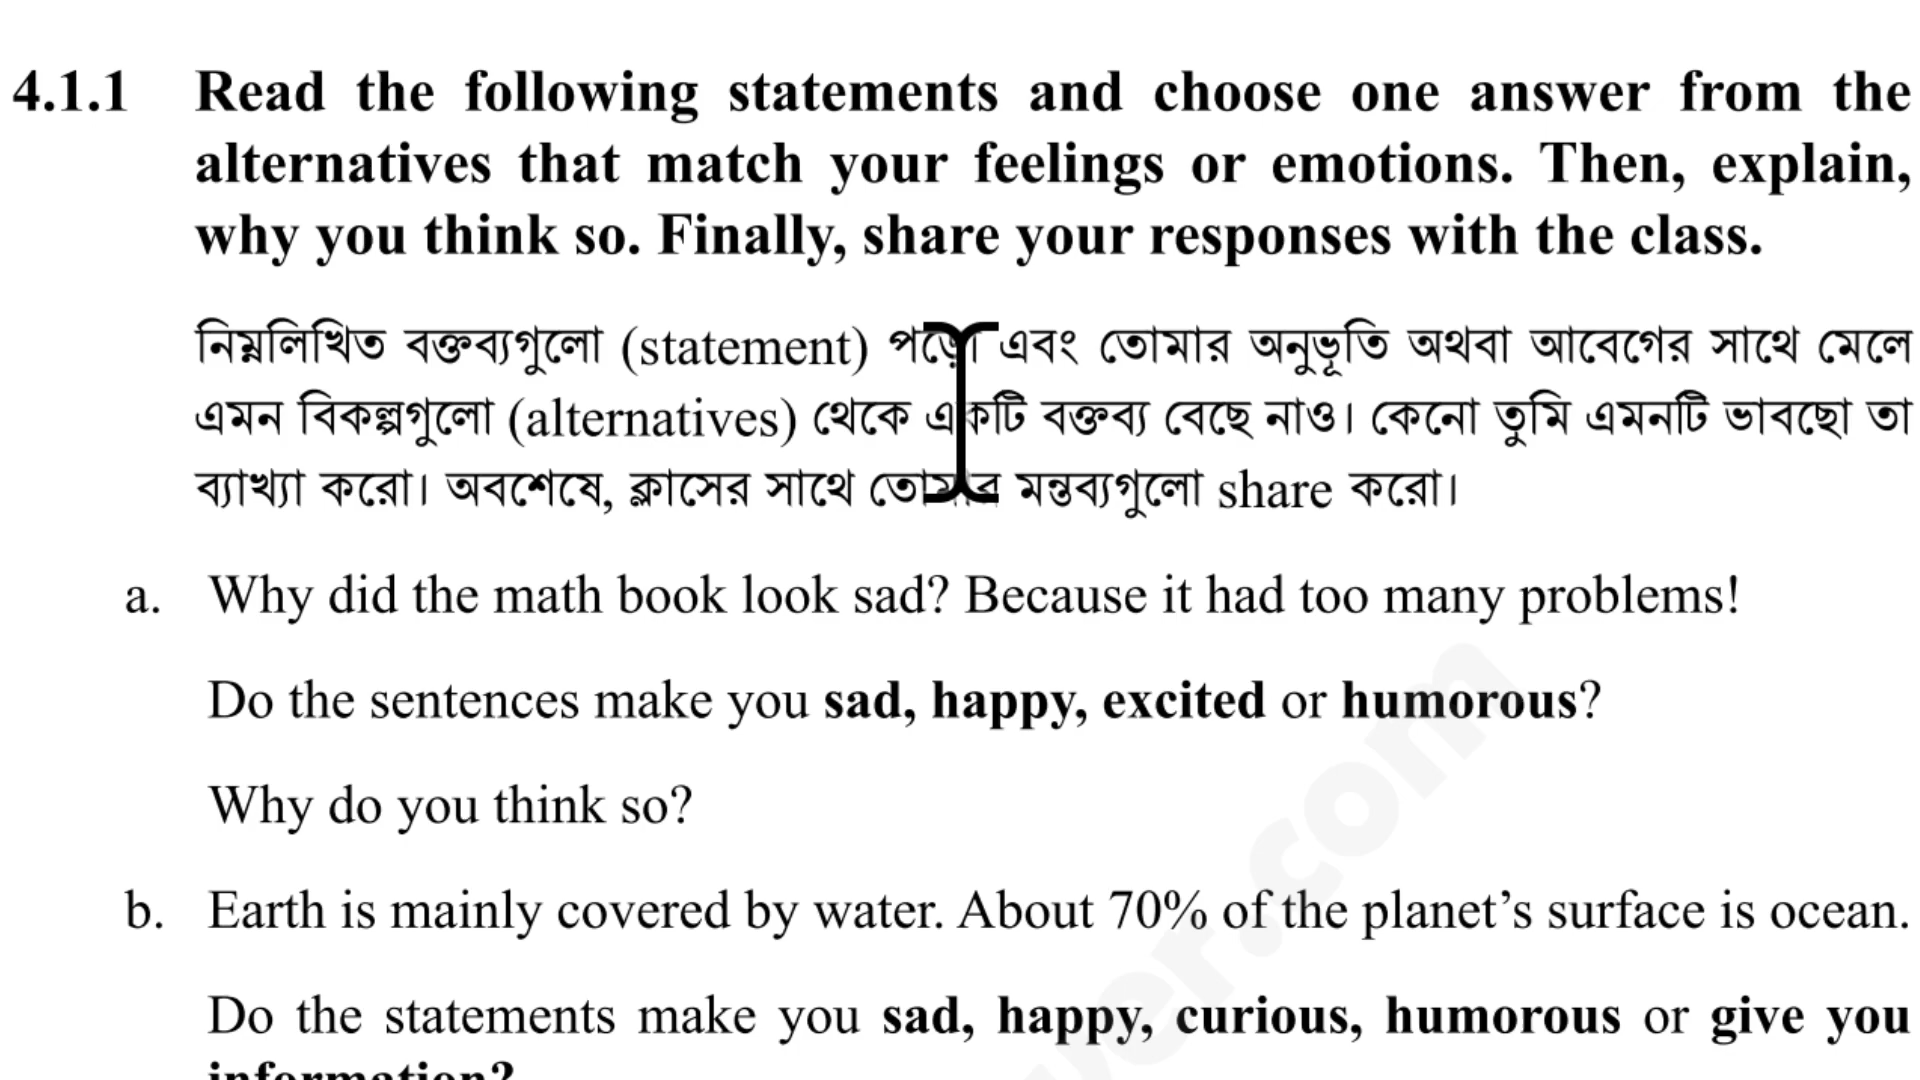 4.1.1 Read the following statements and choose one answer from the
alternatives that match your feelings or emotions. Then, explain,
why you think so. Finally, share your responses with the class.
নিম্নলিখিত বক্তব্যগুলো (statement) পড়ো এবং তোমার অনুভূতি অথবা আবেগের সাথে মেলে
এমন বিকল্পগুলো (alternatives) থেকে একটি বক্তব্য বেছে নাও। কেনো তুমি এমনটি ভাবছো তা
ব্যাখ্যা করো। অবশেষে, ক্লাসের সাথে তোমার মন্তব্যগুলো share করো।
a. Why did the math book look sad? Because it had too many problems!
Do the sentences make you sad, happy, excited or humorous?
Why do you think so?
b. Earth is mainly covered by water. About 70% of the planet’s surface is ocean.
Do the statements make you sad, happy, curious, humorous or give you
information?